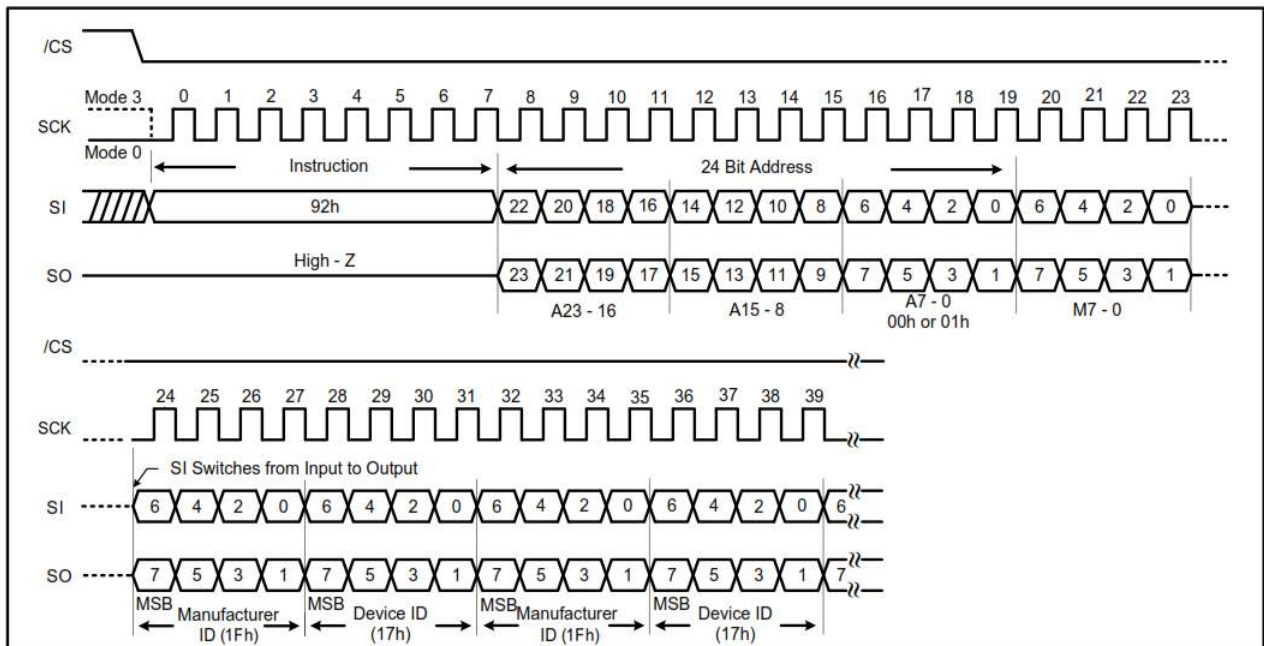 /CS
Mode 3 0 1 2 3 4 5 6 7 8 9 10 11 12 13 14 15 16 17 18 19 20 21 22 23
SCK
Mode 0
Instruction 24 Bit Address
SI 92h 22 20 18 16 14 12 10 8 6 4 2 0 6 4 2 0
High - Z
SO 23 21 19 17 15 13 11 9 7 5 3 1 7 5 3 1
A23 - 16 A15 - 8 A7 - 0 M7 - 0
00h or 01h
/CS
24 25 26 27 28 29 30 31 32 33 34 35 36 37 38 39
SCK
SI Switches from Input to Output
SI 6 4 2 0 6 4 2 0 6 4 2 0 6 4 2 0 6
SO 7 5 3 1 7 5 3 1 7 5 3 1 7 5 3 1 7
MSB MSB MSB MSB
Manufacturer Device ID Manufacturer Device ID
ID (1Fh) (17h) ID (1Fh) (17h)